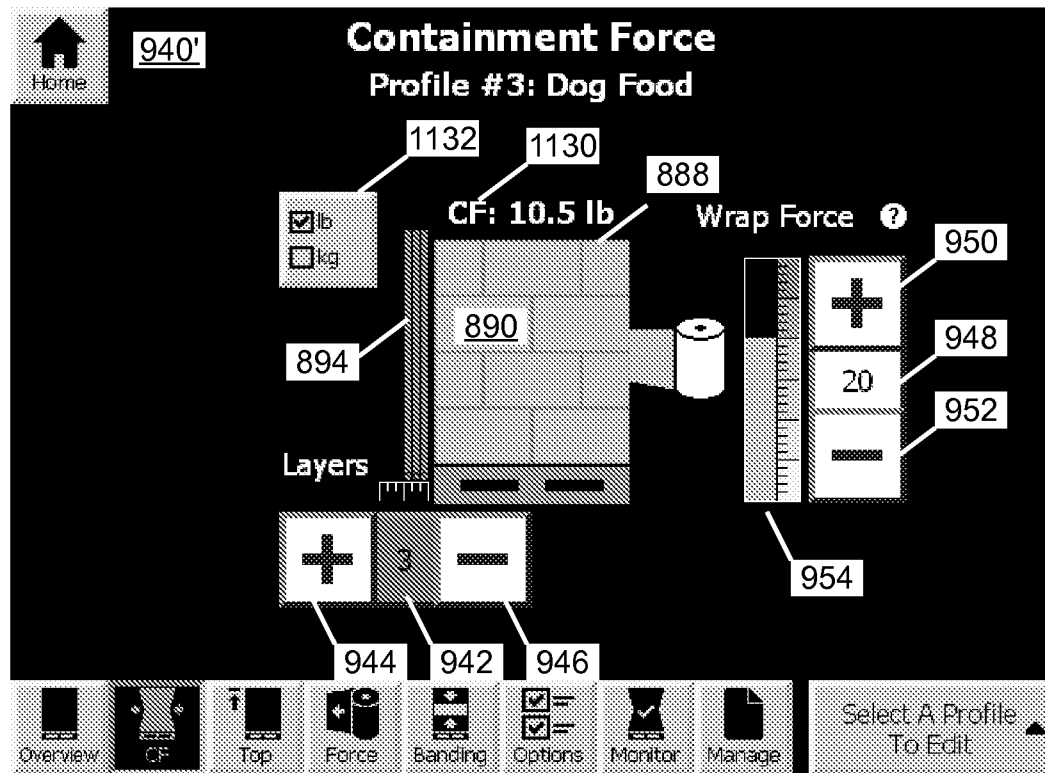 Home
940'
Containment Force
Profile #3: Dog Food
1132
1130
888
lb
kg
CF: 10.5 lb
Wrap Force ?
950
894
890
948
20
952
Layers
3
954
944
942
946
Overview
CF
Top
Force
Banding
Options
Monitor
Manage
Select A Profile
To Edit